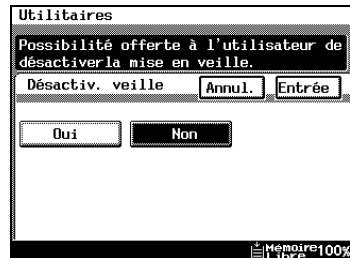 Utilitaires
Possibilité offerte à l'utilisateur de
désactiverla mise en veille.
Désactiv. veille Annul. Entrée
Oui Non
Mémoire 100%
Libre